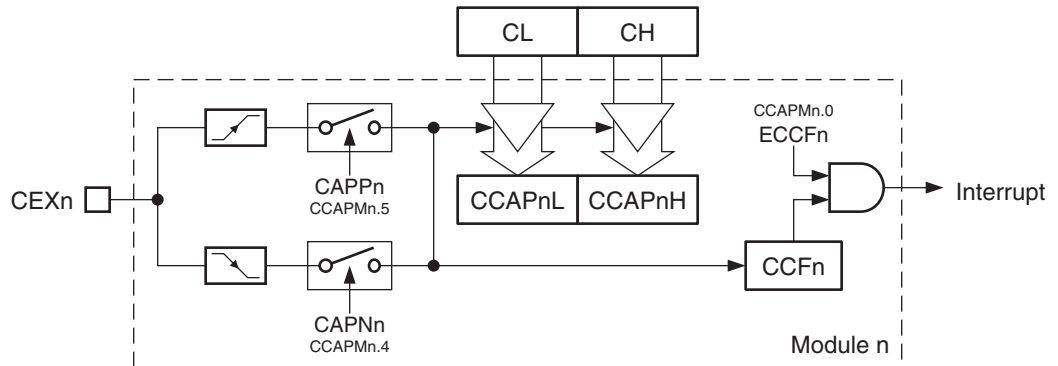 CL CH
CCAPMn.0
ECCFn
CEXn
CAPPn
CCAPMn.5
CCAPnL CCAPnH
Interrupt
CCFn
CAPNn
CCAPMn.4
Module n